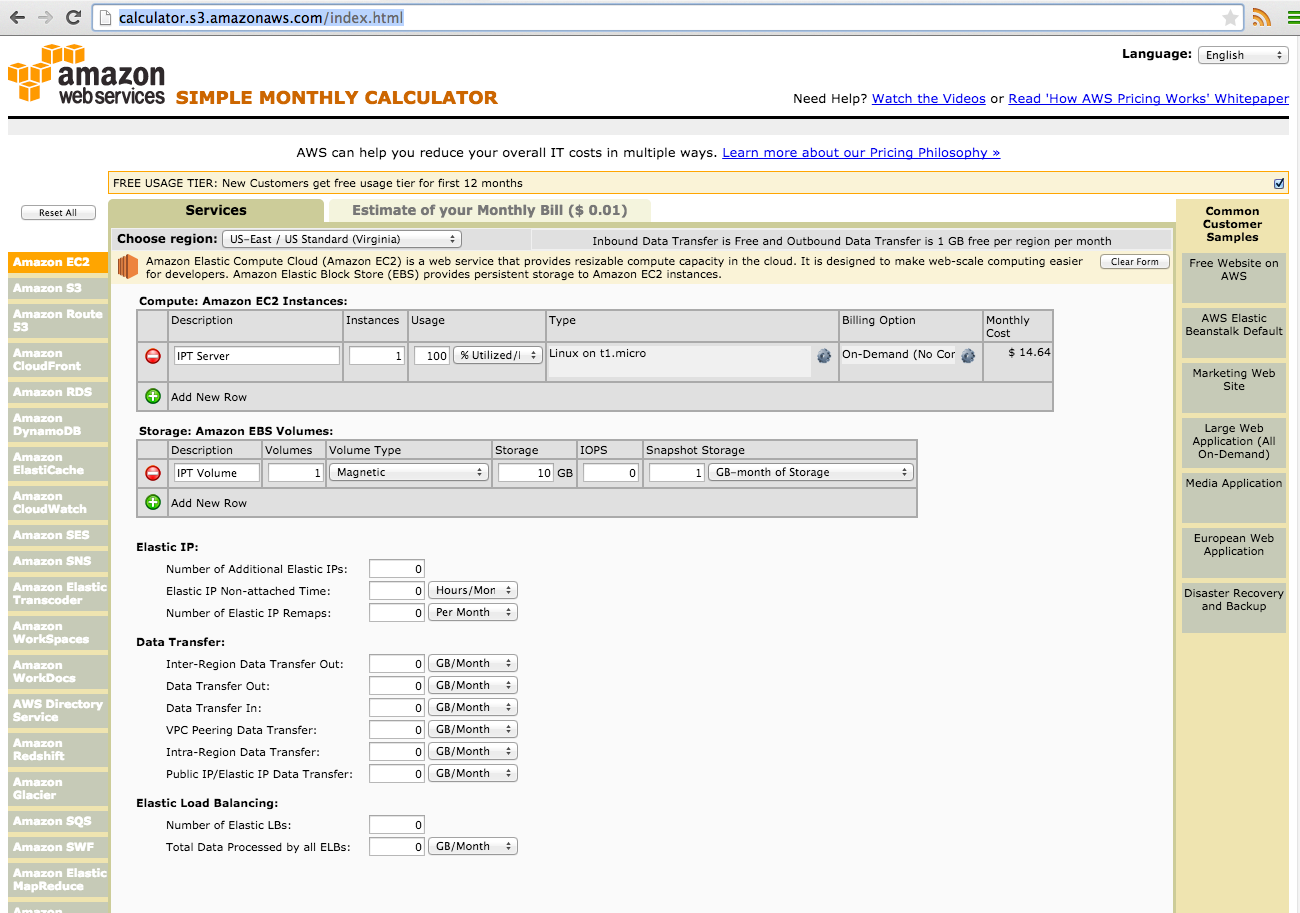 calculator.s3.amazonaws.com/index.html
Language: English
amazon
web services
SIMPLE MONTHLY CALCULATOR
Need Help? Watch the Videos or Read 'How AWS Pricing Works' Whitepaper
AWS can help you reduce your overall IT costs in multiple ways. Learn more about our Pricing Philosophy »
FREE USAGE TIER: New Customers get free usage tier for first 12 months
Reset All
Services
Estimate of your Monthly Bill ($ 0.01)
Choose region: US-East / US Standard (Virginia)
Inbound Data Transfer is Free and Outbound Data Transfer is 1 GB free per region per month
Amazon Elastic Compute Cloud (Amazon EC2) is a web service that provides resizable compute capacity in the cloud. It is designed to make web-scale computing easier
for developers. Amazon Elastic Block Store (EBS) provides persistent storage to Amazon EC2 instances.
Clear Form
Amazon EC2
Amazon S3
Amazon Route
53
Amazon
CloudFront
Amazon RDS
Amazon
DynamoDB
Amazon
ElastiCache
Amazon
CloudWatch
Amazon SES
Amazon SNS
Amazon Elastic
Transcoder
Amazon
WorkSpaces
Amazon
WorkDocs
AWS Directory
Service
Amazon
Redshift
Amazon
Glacier
Amazon SQS
Amazon SWF
Amazon Elastic
MapReduce
Amazon
Compute: Amazon EC2 Instances:
Description Instances Usage Type Billing Option Monthly
Cost
IPT Server 1 100 % Utilized/ Linux on t1.micro On-Demand (No Cor $ 14.64
Add New Row
Storage: Amazon EBS Volumes:
Description Volumes Volume Type Storage IOPS Snapshot Storage
IPT Volume 1 Magnetic 10 GB 0 1 GB-month of Storage
Add New Row
Elastic IP:
Number of Additional Elastic IPs: 0
Elastic IP Non-attached Time: 0 Hours/Mon
Number of Elastic IP Remaps: 0 Per Month
Data Transfer:
Inter-Region Data Transfer Out: 0 GB/Month
Data Transfer Out: 0 GB/Month
Data Transfer In: 0 GB/Month
VPC Peering Data Transfer: 0 GB/Month
Intra-Region Data Transfer: 0 GB/Month
Public IP/Elastic IP Data Transfer: 0 GB/Month
Elastic Load Balancing:
Number of Elastic LBs: 0
Total Data Processed by all ELBs: 0 GB/Month
Common
Customer
Samples
Free Website on
AWS
AWS Elastic
Beanstalk Default
Marketing Web
Site
Large Web
Application (All
On-Demand)
Media Application
European Web
Application
Disaster Recovery
and Backup